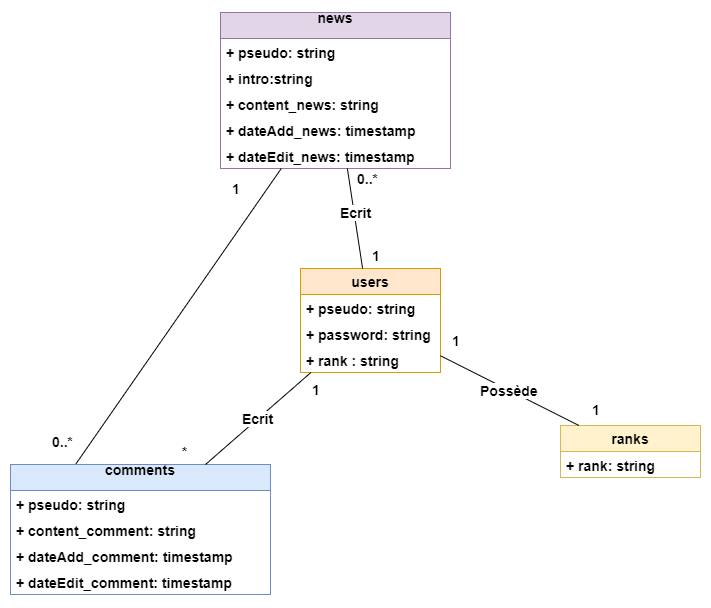 news
+ pseudo: string
+ intro:string
+ content_news: string
+ dateAdd_news: timestamp
+ dateEdit_news: timestamp
1
0..*
Ecrit
1
users
+ pseudo: string
+ password: string
+ rank : string
1
1
Possède
1
Ecrit
0..*
*
ranks
+ rank: string
comments
+ pseudo: string
+ content_comment: string
+ dateAdd_comment: timestamp
+ dateEdit_comment: timestamp